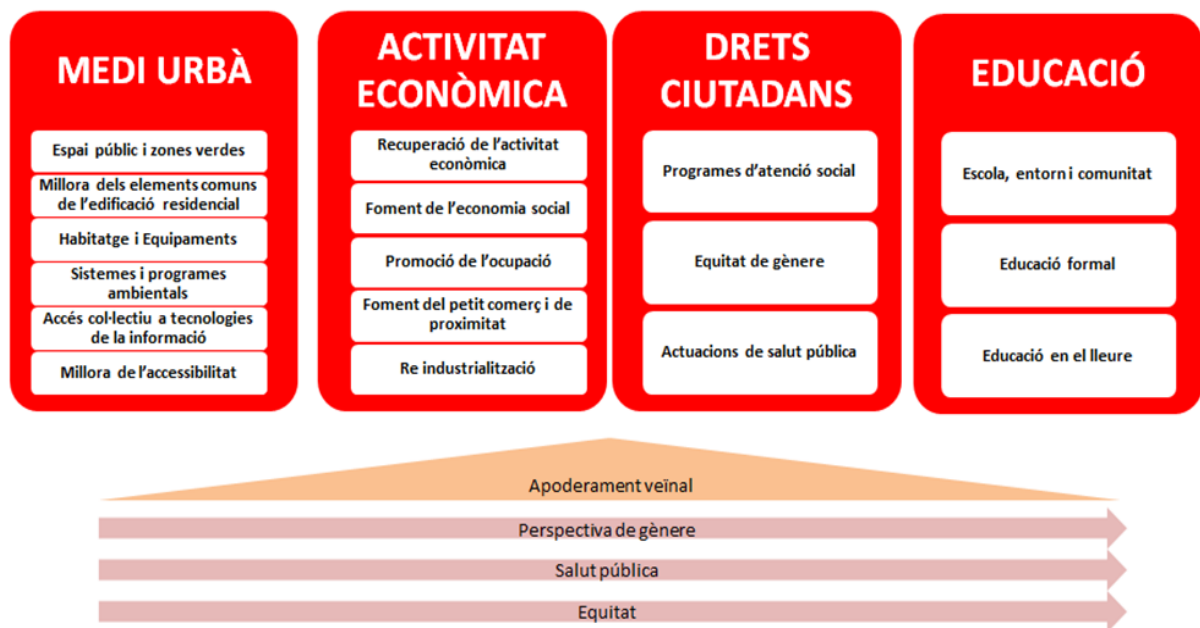 MEDI URBÀ
Espai públic i zones verdes
Millora dels elements comuns
de l'edificació residencial
Habitatge i Equipaments
Sistemes i programes
ambientals
Accés col·lectiu a tecnologies
de la informació
Millora de l'accessibilitat
ACTIVITAT
ECONÒMICA
Recuperació de l'activitat
econòmica
Foment de l'economia social
Promoció de l'ocupació
Foment del petit comerç i de
proximitat
Re industrialització
DRETS
CIUTADANS
Programes d'atenció social
Equitat de gènere
Actuacions de salut pública
EDUCACIÓ
Escola, entorn i comunitat
Educació formal
Educació en el lleure
Apoderament veïnal
Perspectiva de gènere
Salut pública
Equitat